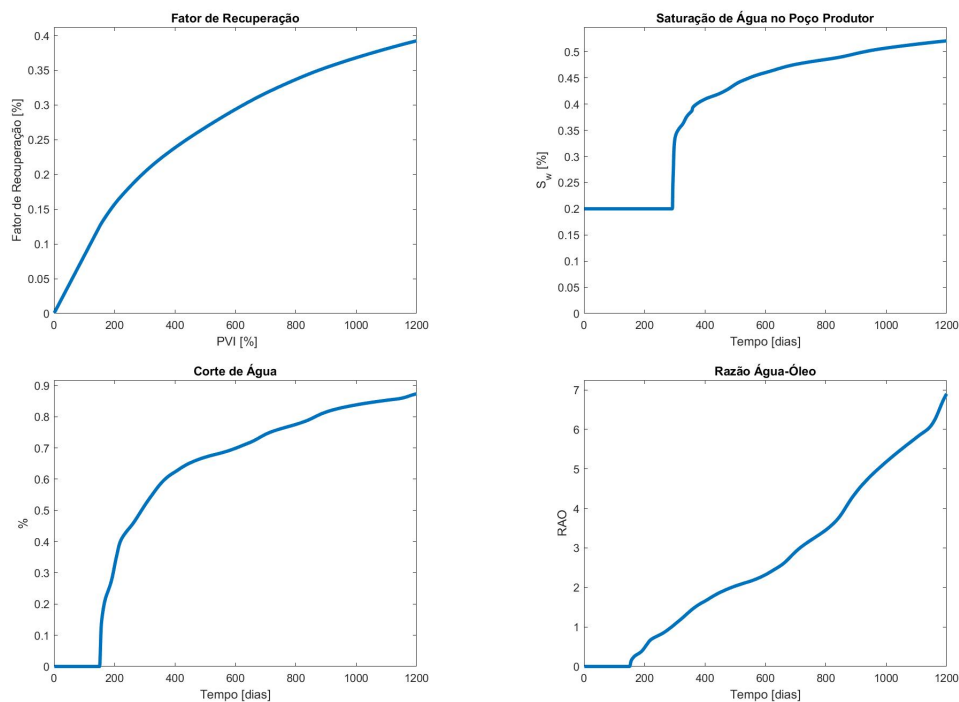 Fator de Recuperação
Fator de Recuperação [%]
0.4
0.35
0.3
0.25
0.2
0.15
0.1
0.05
0
0 200 400 600 800 1000 1200
PVI [%]
Saturação de Água no Poço Produtor
S_w [%]
0.5
0.45
0.4
0.35
0.3
0.25
0.2
0.15
0.1
0.05
0
0 200 400 600 800 1000 1200
Tempo [dias]
Corte de Água
%
0.9
0.8
0.7
0.6
0.5
0.4
0.3
0.2
0.1
0
0 200 400 600 800 1000 1200
Tempo [dias]
Razão Água-Óleo
RAO
7
6
5
4
3
2
1
0
0 200 400 600 800 1000 1200
Tempo [dias]